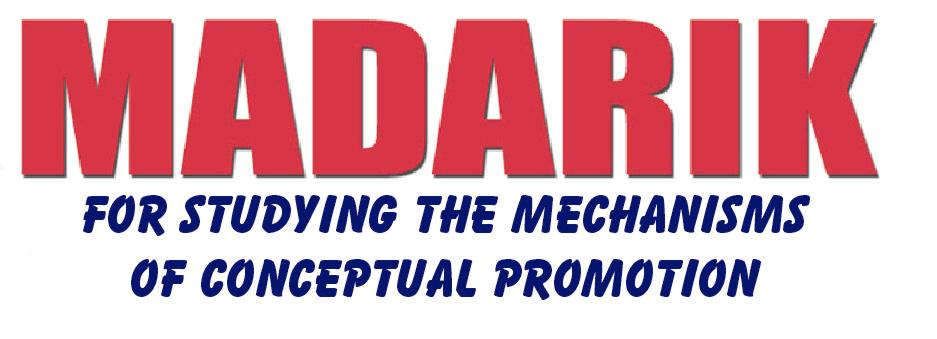 MADARIK
FOR STUDYING THE MECHANISMS
OF CONCEPTUAL PROMOTION